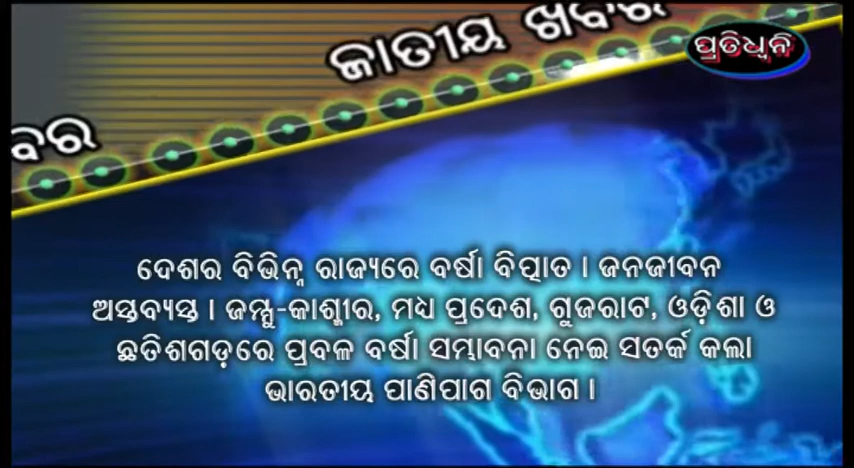 ଜାତୀୟ ଖବର
ପ୍ରତିଧ୍ୱନି
ବର
ଦେଶର ବିଭିନ୍ନ ରାଜ୍ୟରେ ବର୍ଷା ବିତ୍ପାତ । ଜନଜୀବନ
ଅସ୍ତବ୍ୟସ୍ତ । ଜମ୍ମୁ-କାଶ୍ମୀର, ମଧ୍ୟ ପ୍ରଦେଶ, ଗୁଜରାଟ, ଓଡ଼ିଶା ଓ
ଛତିଶଗଡ଼ରେ ପ୍ରବଳ ବର୍ଷା ସମ୍ଭାବନା ନେଇ ସତର୍କ କଲା
ଭାରତୀୟ ପାଣିପାଗ ବିଭାଗ ।